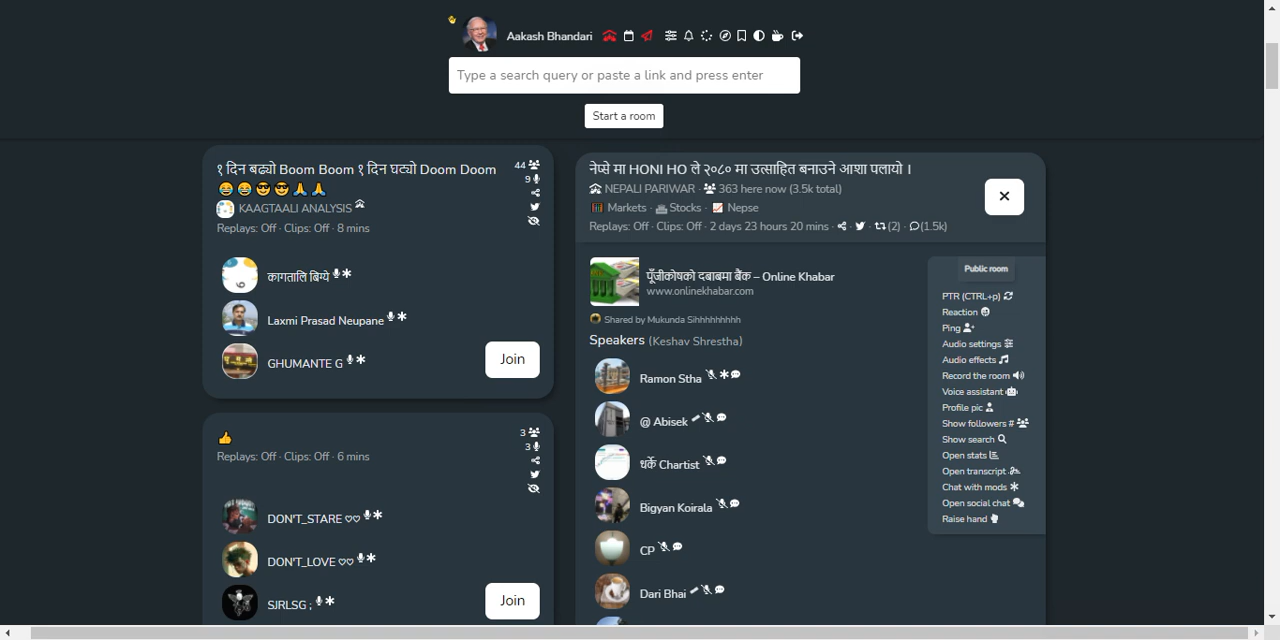 Aakash Bhandari
Type a search query or paste a link and press enter
Start a room
१ दिन बढ्यो Boom Boom १ दिन घट्यो Doom Doom
😂 😂 😎 😎 🙏 🙏
44
9
KAAGTAALI ANALYSIS
Replays: Off · Clips: Off · 8 mins
कागतालि बिग्ये
Laxmi Prasad Neupane
GHUMANTE G
Join
👍
3
3
Replays: Off · Clips: Off · 6 mins
DON'T_STARE ♡♡
DON'T_LOVE ♡♡
SJRLSG ;
Join
नेप्से मा HONI HO ले २०८० मा उत्साहित बनाउने आशा पलायो ।
NEPALI PARIWAR · 363 here now (3.5k total)
Markets · Stocks · Nepse
Replays: Off · Clips: Off · 2 days 23 hours 20 mins · (2) · (1.5k)
पूँजीकोषको दबाबमा बैंक – Online Khabar
www.onlinekhabar.com
Shared by Mukunda Sihhhhhhhhh
Speakers (Keshav Shrestha)
Ramon Stha
@ Abisek
धर्के Chartist
Bigyan Koirala
CP
Dari Bhai
Public room
PTR (CTRL+p)
Reaction
Ping
Audio settings
Audio effects
Record the room
Voice assistant
Profile pic
Show followers #
Show search
Open stats
Open transcript
Chat with mods
Open social chat
Raise hand